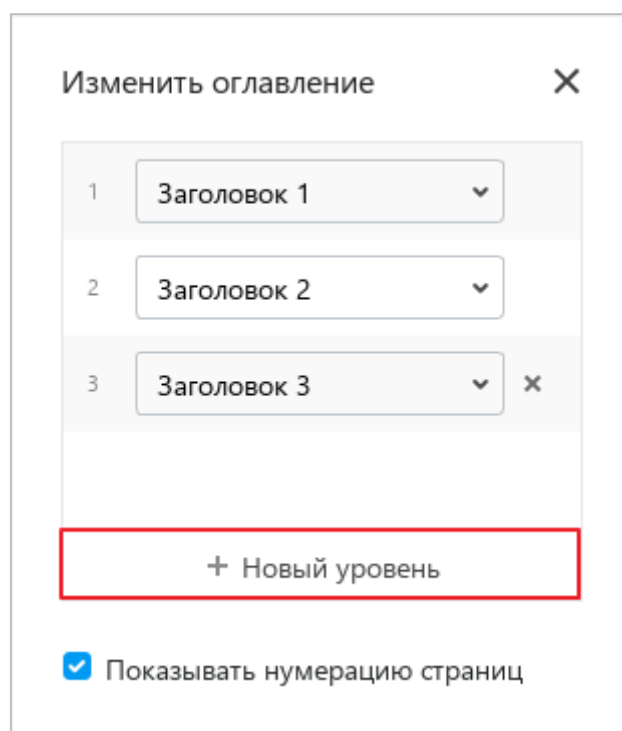 Изменить оглавление
1 Заголовок 1
2 Заголовок 2
3 Заголовок 3
+ Новый уровень
Показывать нумерацию страниц